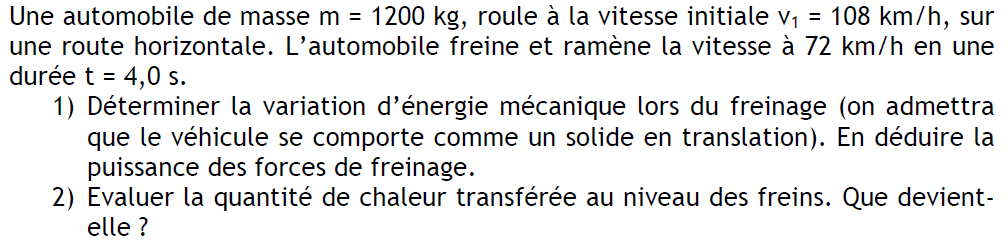 Une automobile de masse m = 1200 kg, roule à la vitesse initiale v₁ = 108 km/h, sur
une route horizontale. L'automobile freine et ramène la vitesse à 72 km/h en une
durée t = 4,0 s.
1) Déterminer la variation d'énergie mécanique lors du freinage (on admettra
que le véhicule se comporte comme un solide en translation). En déduire la
puissance des forces de freinage.
2) Evaluer la quantité de chaleur transférée au niveau des freins. Que devient-
elle ?